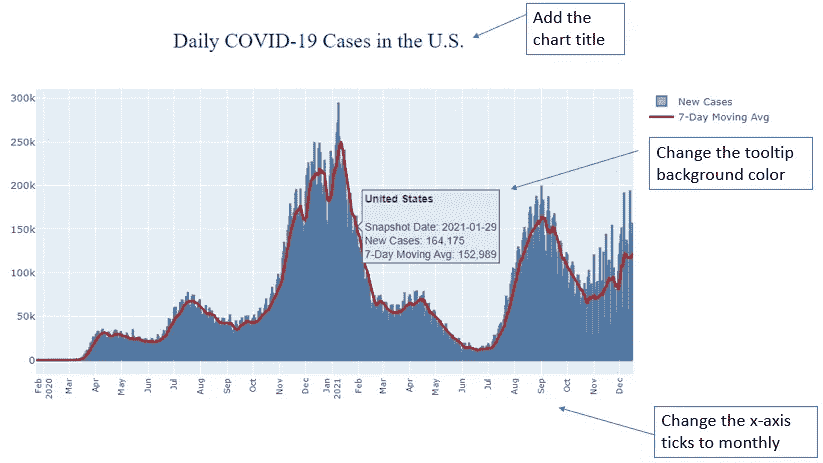 Add the
chart title
Daily COVID-19 Cases in the U.S.
300k
250k
200k
150k
100k
50k
0
New Cases
7-Day Moving Avg
Change the tooltip
background color
United States
Snapshot Date: 2021-01-29
New Cases: 164,175
7-Day Moving Avg: 152,989
Feb
2020
Mar
Apr
May
Jun
Jul
Aug
Sep
Oct
Nov
Dec
Jan
2021
Feb
Mar
Apr
May
Jun
Jul
Aug
Sep
Oct
Nov
Dec
Change the x-axis
ticks to monthly